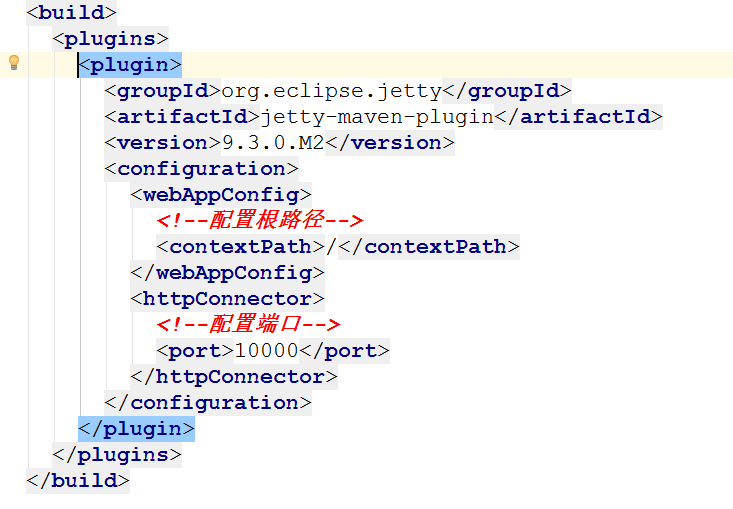 <build>
<plugins>
<plugin>
<groupId>org.eclipse.jetty</groupId>
<artifactId>jetty-maven-plugin</artifactId>
<version>9.3.0.M2</version>
<configuration>
<webAppConfig>
<!--配置根路径-->
<contextPath>/</contextPath>
</webAppConfig>
<httpConnector>
<!--配置端口-->
<port>10000</port>
</httpConnector>
</configuration>
</plugin>
</plugins>
</build>